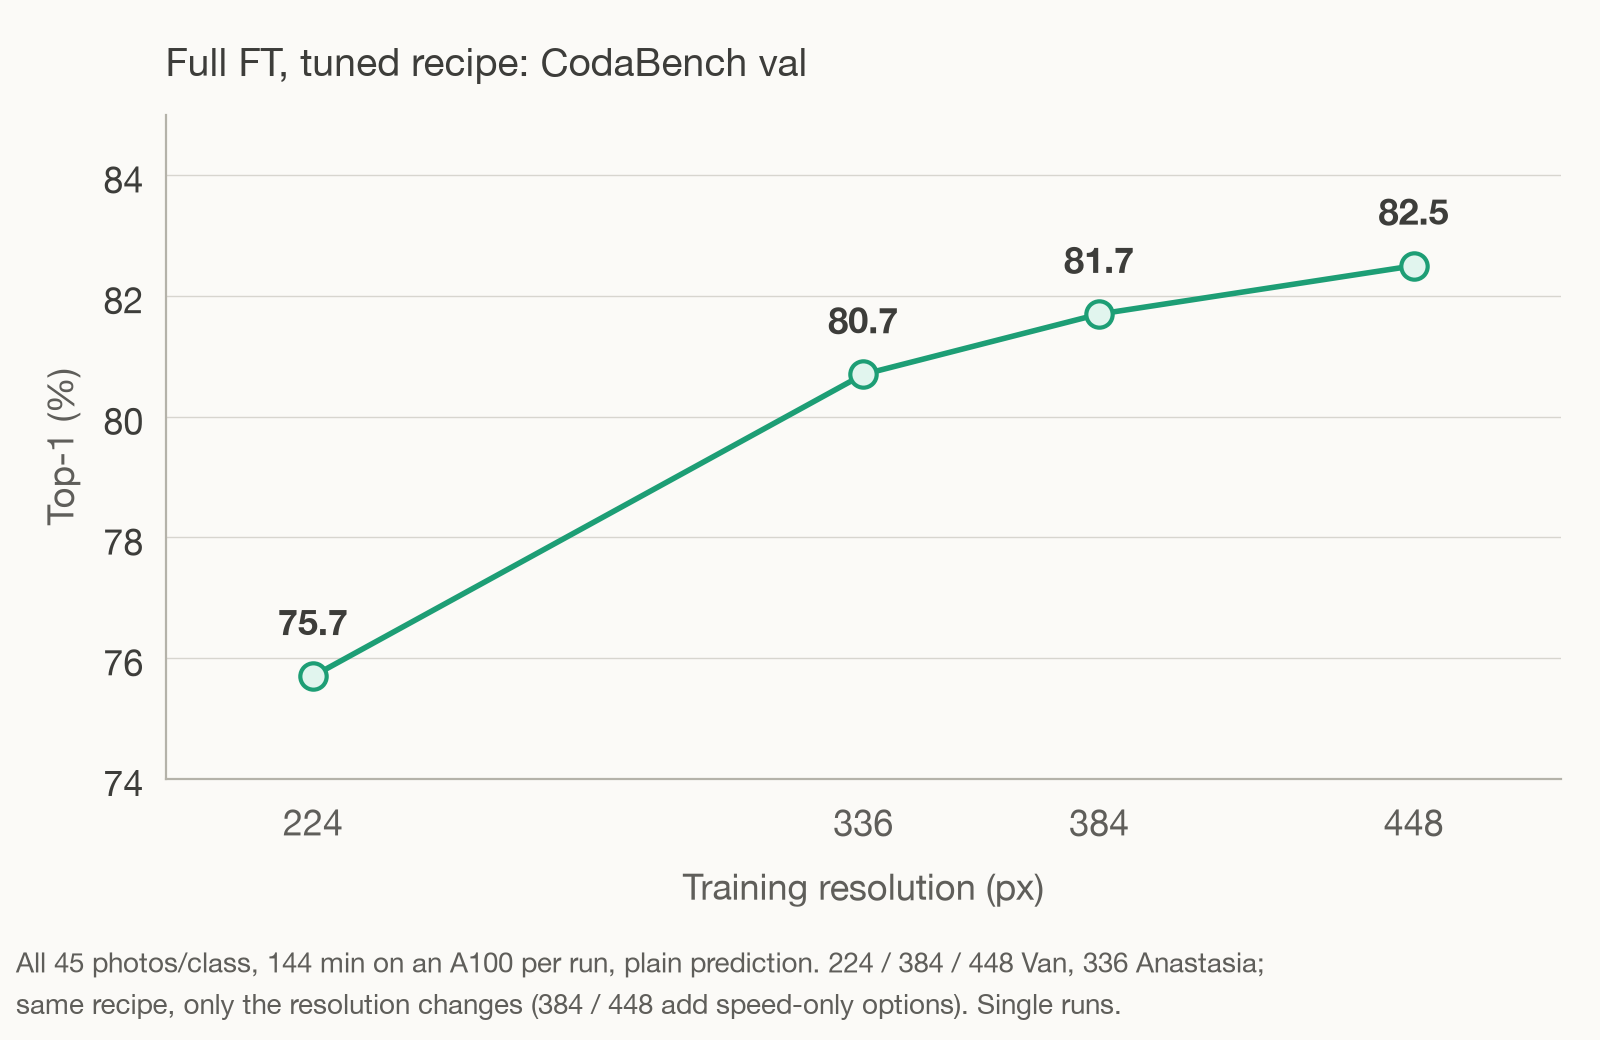 Full FT, tuned recipe: CodaBench val
84
82
80
78
76
74
Top-1 (%)
75.7
80.7
81.7
82.5
224
336
384
448
Training resolution (px)
All 45 photos/class, 144 min on an A100 per run, plain prediction. 224 / 384 / 448 Van, 336 Anastasia;
same recipe, only the resolution changes (384 / 448 add speed-only options). Single runs.